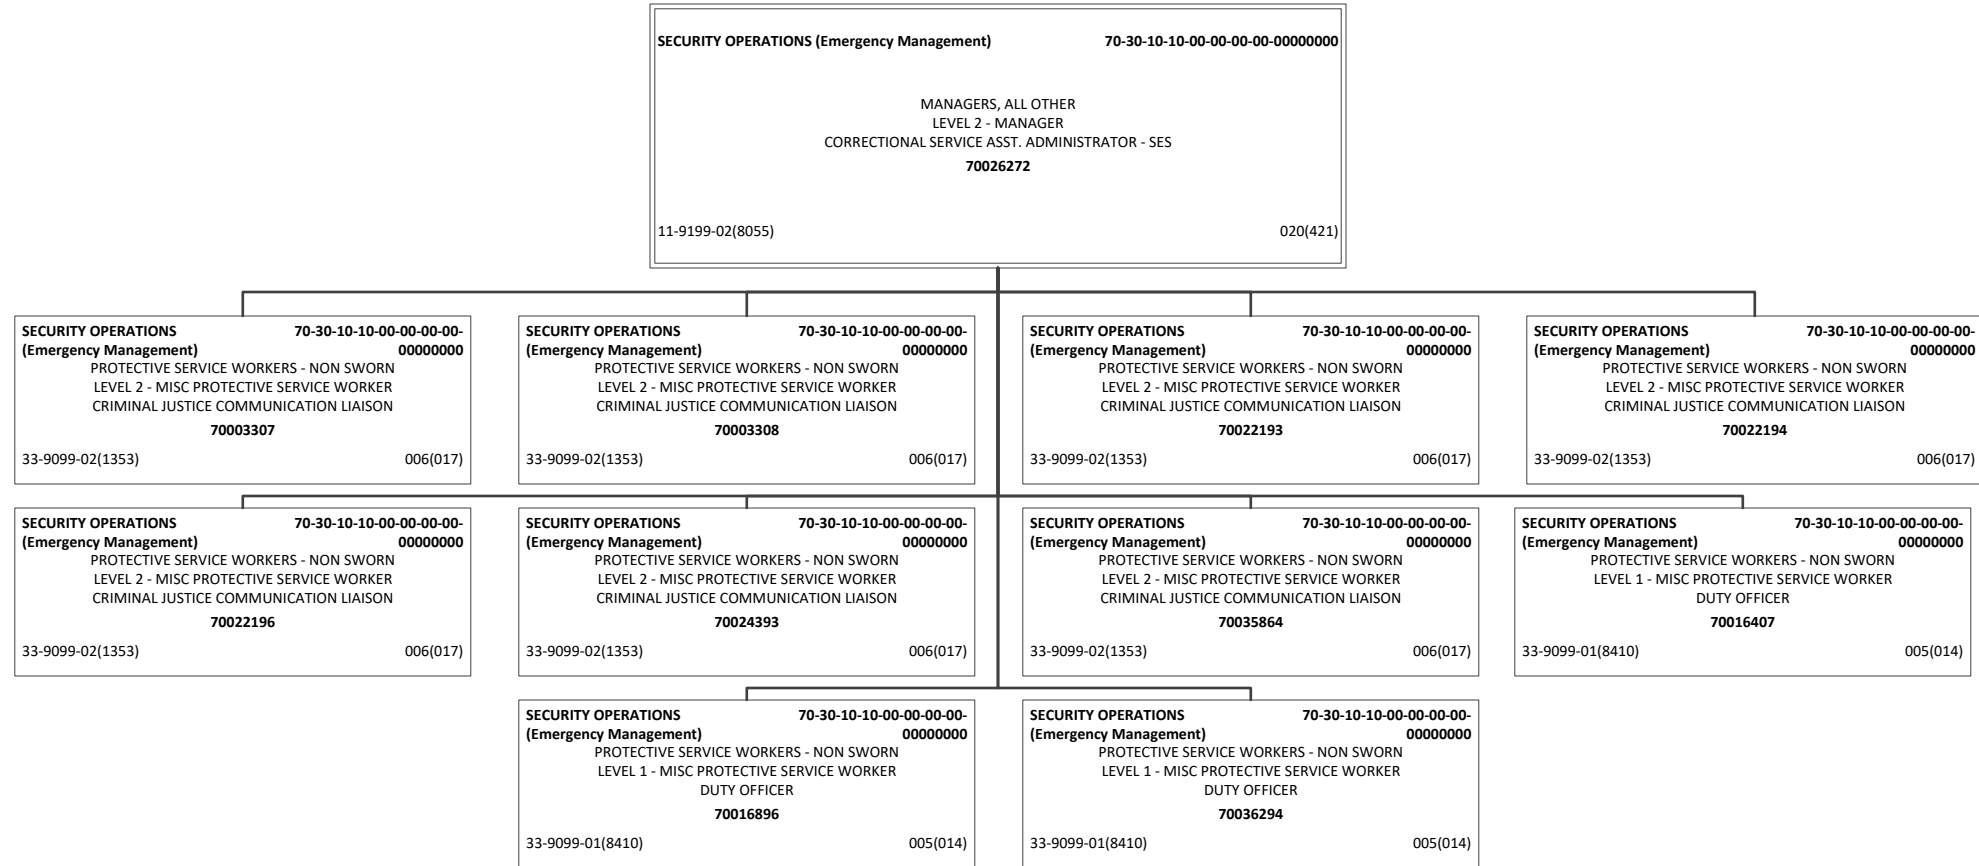 SECURITY OPERATIONS (Emergency Management) 70-30-10-10-00-00-00-00-00000000
MANAGERS, ALL OTHER
LEVEL 2 - MANAGER
CORRECTIONAL SERVICE ASST. ADMINISTRATOR - SES
70026272
11-9199-02(8055) 020(421)
SECURITY OPERATIONS 70-30-10-10-00-00-00-00-
(Emergency Management) 00000000
PROTECTIVE SERVICE WORKERS - NON SWORN
LEVEL 2 - MISC PROTECTIVE SERVICE WORKER
CRIMINAL JUSTICE COMMUNICATION LIAISON
70003307
33-9099-02(1353) 006(017)
SECURITY OPERATIONS 70-30-10-10-00-00-00-00-
(Emergency Management) 00000000
PROTECTIVE SERVICE WORKERS - NON SWORN
LEVEL 2 - MISC PROTECTIVE SERVICE WORKER
CRIMINAL JUSTICE COMMUNICATION LIAISON
70003308
33-9099-02(1353) 006(017)
SECURITY OPERATIONS 70-30-10-10-00-00-00-00-
(Emergency Management) 00000000
PROTECTIVE SERVICE WORKERS - NON SWORN
LEVEL 2 - MISC PROTECTIVE SERVICE WORKER
CRIMINAL JUSTICE COMMUNICATION LIAISON
70022193
33-9099-02(1353) 006(017)
SECURITY OPERATIONS 70-30-10-10-00-00-00-00-
(Emergency Management) 00000000
PROTECTIVE SERVICE WORKERS - NON SWORN
LEVEL 2 - MISC PROTECTIVE SERVICE WORKER
CRIMINAL JUSTICE COMMUNICATION LIAISON
70022194
33-9099-02(1353) 006(017)
SECURITY OPERATIONS 70-30-10-10-00-00-00-00-
(Emergency Management) 00000000
PROTECTIVE SERVICE WORKERS - NON SWORN
LEVEL 2 - MISC PROTECTIVE SERVICE WORKER
CRIMINAL JUSTICE COMMUNICATION LIAISON
70022196
33-9099-02(1353) 006(017)
SECURITY OPERATIONS 70-30-10-10-00-00-00-00-
(Emergency Management) 00000000
PROTECTIVE SERVICE WORKERS - NON SWORN
LEVEL 2 - MISC PROTECTIVE SERVICE WORKER
CRIMINAL JUSTICE COMMUNICATION LIAISON
70024393
33-9099-02(1353) 006(017)
SECURITY OPERATIONS 70-30-10-10-00-00-00-00-
(Emergency Management) 00000000
PROTECTIVE SERVICE WORKERS - NON SWORN
LEVEL 2 - MISC PROTECTIVE SERVICE WORKER
CRIMINAL JUSTICE COMMUNICATION LIAISON
70035864
33-9099-02(1353) 006(017)
SECURITY OPERATIONS 70-30-10-10-00-00-00-00-
(Emergency Management) 00000000
PROTECTIVE SERVICE WORKERS - NON SWORN
LEVEL 1 - MISC PROTECTIVE SERVICE WORKER
DUTY OFFICER
70016407
33-9099-01(8410) 005(014)
SECURITY OPERATIONS 70-30-10-10-00-00-00-00-
(Emergency Management) 00000000
PROTECTIVE SERVICE WORKERS - NON SWORN
LEVEL 1 - MISC PROTECTIVE SERVICE WORKER
DUTY OFFICER
70016896
33-9099-01(8410) 005(014)
SECURITY OPERATIONS 70-30-10-10-00-00-00-00-
(Emergency Management) 00000000
PROTECTIVE SERVICE WORKERS - NON SWORN
LEVEL 1 - MISC PROTECTIVE SERVICE WORKER
DUTY OFFICER
70036294
33-9099-01(8410) 005(014)